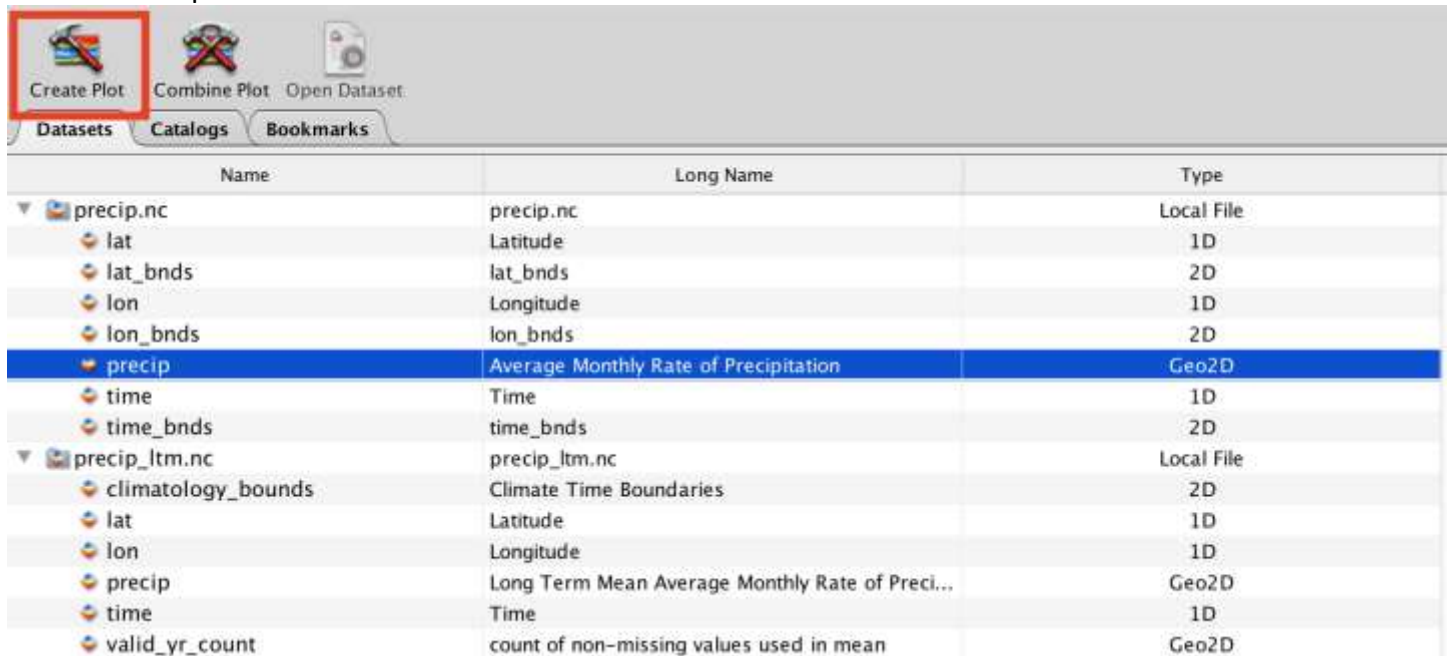 Create Plot Combine Plot Open Dataset
Datasets Catalogs Bookmarks
Name Long Name Type
precip.nc precip.nc Local File
lat Latitude 1D
lat_bnds lat_bnds 2D
lon Longitude 1D
lon_bnds lon_bnds 2D
precip Average Monthly Rate of Precipitation Geo2D
time Time 1D
time_bnds time_bnds 2D
precip_ltm.nc precip_ltm.nc Local File
climatology_bounds Climate Time Boundaries 2D
lat Latitude 1D
lon Longitude 1D
precip Long Term Mean Average Monthly Rate of Preci... Geo2D
time Time 1D
valid_yr_count count of non-missing values used in mean Geo2D